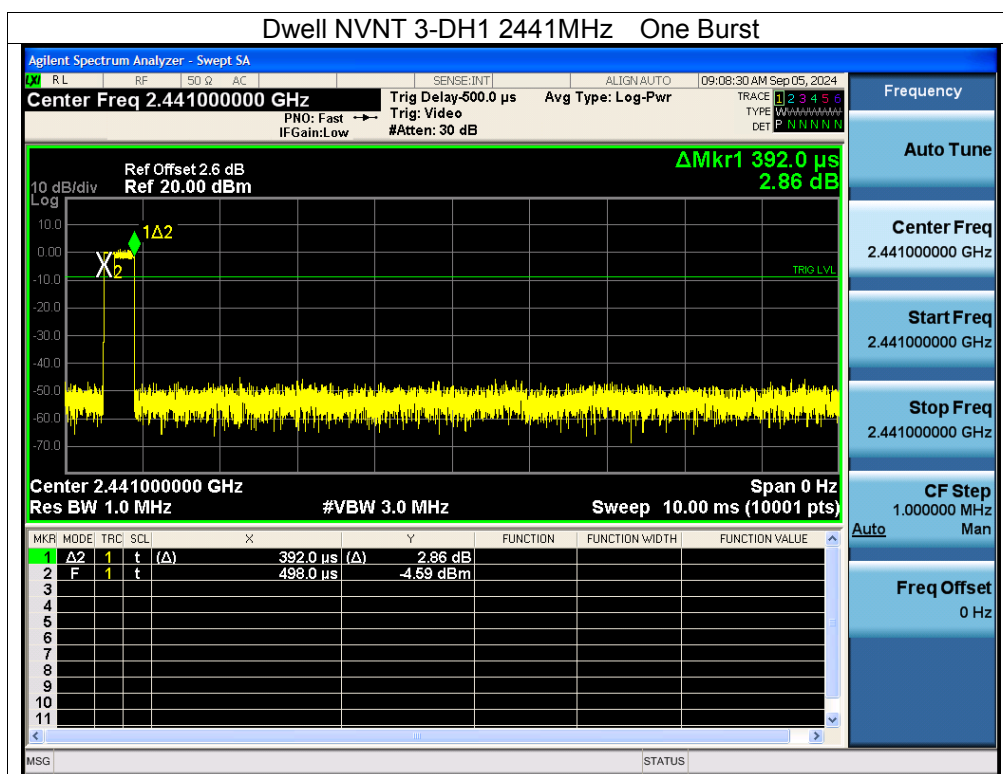 Dwell NVNT 3-DH1 2441MHz One Burst
Agilent Spectrum Analyzer - Swept SA
LXI RL RF 50 Ω AC SENSE:INT ALIGN AUTO 09:08:30 AM Sep 05, 2024
Center Freq 2.441000000 GHz Trig Delay-500.0 µs Avg Type: Log-Pwr TRACE 1 2 3 4 5 6
PNO: Fast Trig: Video TYPE WWWWWW
IFGain:Low #Atten: 30 dB DET P N N N N N
Frequency
Auto Tune
Center Freq
2.441000000 GHz
Start Freq
2.441000000 GHz
Stop Freq
2.441000000 GHz
CF Step
1.000000 MHz
Auto Man
Freq Offset
0 Hz
ΔMkr1 392.0 µs
2.86 dB
Ref Offset 2.6 dB
10 dB/div Ref 20.00 dBm
Log
10.0
0.00
-10.0
-20.0
-30.0
-40.0
-50.0
-60.0
-70.0
1Δ2
2
TRIG LVL
Center 2.441000000 GHz Span 0 Hz
Res BW 1.0 MHz #VBW 3.0 MHz Sweep 10.00 ms (10001 pts)
MKR MODE TRC SCL X Y FUNCTION FUNCTION WIDTH FUNCTION VALUE
1 Δ2 1 t (Δ) 392.0 µs (Δ) 2.86 dB
2 F 1 t 498.0 µs -4.59 dBm
3
4
5
6
7
8
9
10
11
MSG STATUS